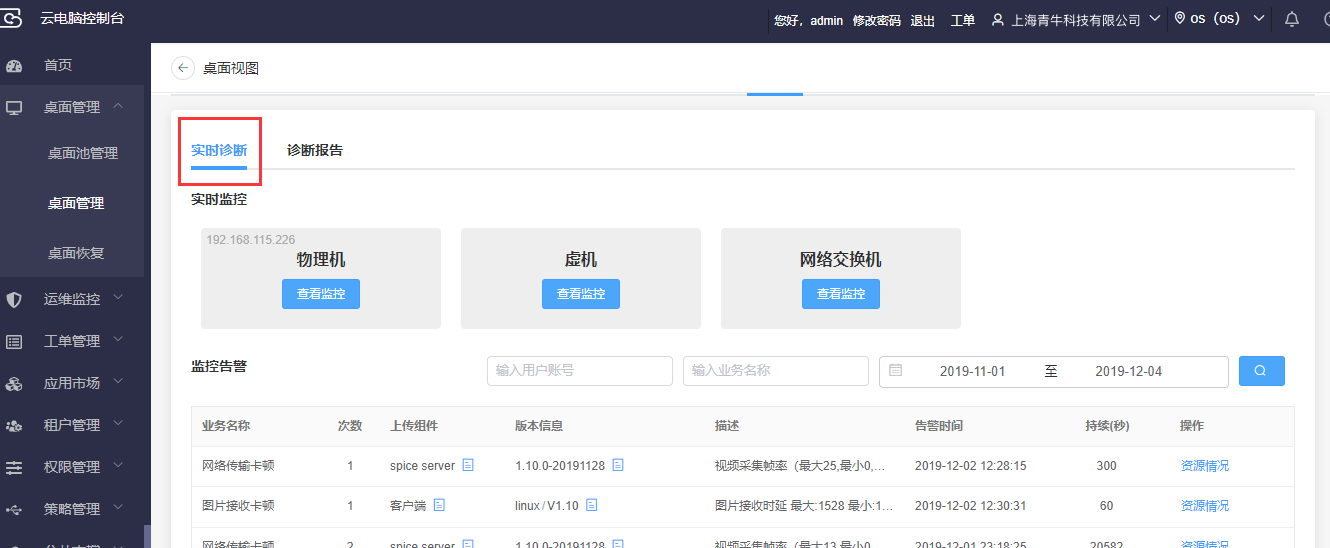 云电脑控制台
您好，admin 修改密码 退出 工单 上海青牛科技有限公司 os（os）
首页
桌面管理
桌面池管理
桌面管理
桌面恢复
运维监控
工单管理
应用市场
租户管理
权限管理
策略管理
桌面视图
实时诊断 诊断报告
实时监控
192.168.115.226
物理机 虚机 网络交换机
查看监控 查看监控 查看监控
监控告警 输入用户账号 输入业务名称 2019-11-01 至 2019-12-04
业务名称 次数 上传组件 版本信息 描述 告警时间 持续(秒) 操作
网络传输卡顿 1 spice server 1.10.0-20191128 视频采集帧率（最大25,最小0,... 2019-12-02 12:28:15 300 资源情况
图片接收卡顿 1 客户端 linux/V1.10 图片接收时延 最大:1528 最小:1... 2019-12-02 12:30:31 60 资源情况
网络传输卡顿 2 spice server 1.10.0-20191128 视频采集帧率（最大13,最小0 2019-12-01 23:18:25 20582 资源情况